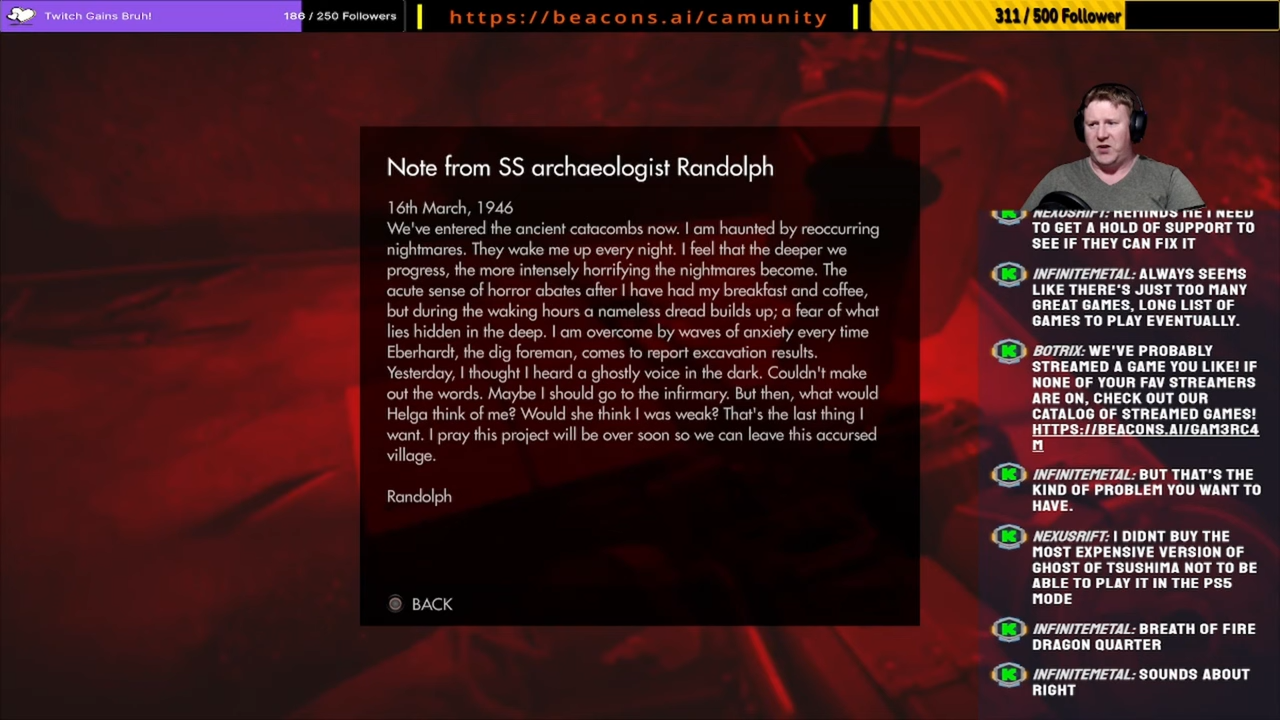 Twitch Gains Bruh!
186 / 250 Followers
https://beacons.ai/camunity
311 / 500 Follower
Note from SS archaeologist Randolph
16th March, 1946
We've entered the ancient catacombs now. I am haunted by reoccurring
nightmares. They wake me up every night. I feel that the deeper we
progress, the more intensely horrifying the nightmares become. The
acute sense of horror abates after I have had my breakfast and coffee,
but during the waking hours a nameless dread builds up; a fear of what
lies hidden in the deep. I am overcome by waves of anxiety every time
Eberhardt, the dig foreman, comes to report excavation results.
Yesterday, I thought I heard a ghostly voice in the dark. Couldn't make
out the words. Maybe I should go to the infirmary. But then, what would
Helga think of me? Would she think I was weak? That's the last thing I
want. I pray this project will be over soon so we can leave this accursed
village.
Randolph
BACK
NEXUSRIFT: REMINDS ME I NEED
TO GET A HOLD OF SUPPORT TO
SEE IF THEY CAN FIX IT
INFINITEMETAL: ALWAYS SEEMS
LIKE THERE'S JUST TOO MANY
GREAT GAMES, LONG LIST OF
GAMES TO PLAY EVENTUALLY.
BOTRIX: WE'VE PROBABLY
STREAMED A GAME YOU LIKE! IF
NONE OF YOUR FAV STREAMERS
ARE ON, CHECK OUT OUR
CATALOG OF STREAMED GAMES!
HTTPS://BEACONS.AI/GAM3RC4
M
INFINITEMETAL: BUT THAT'S THE
KIND OF PROBLEM YOU WANT TO
HAVE.
NEXUSRIFT: I DIDNT BUY THE
MOST EXPENSIVE VERSION OF
GHOST OF TSUSHIMA NOT TO BE
ABLE TO PLAY IT IN THE PS5
MODE
INFINITEMETAL: BREATH OF FIRE
DRAGON QUARTER
INFINITEMETAL: SOUNDS ABOUT
RIGHT